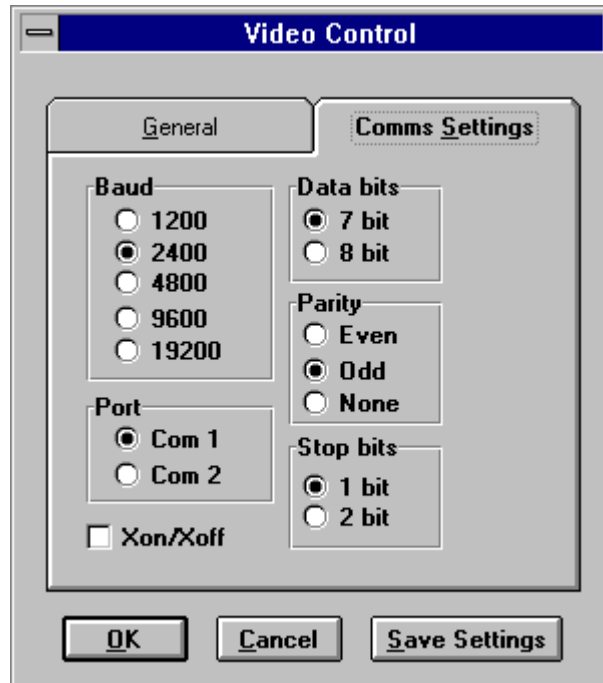 Video Control
General
Comms Settings
Baud
1200
2400
4800
9600
19200
Port
Com 1
Com 2
Xon/Xoff
Data bits
7 bit
8 bit
Parity
Even
Odd
None
Stop bits
1 bit
2 bit
OK
Cancel
Save Settings